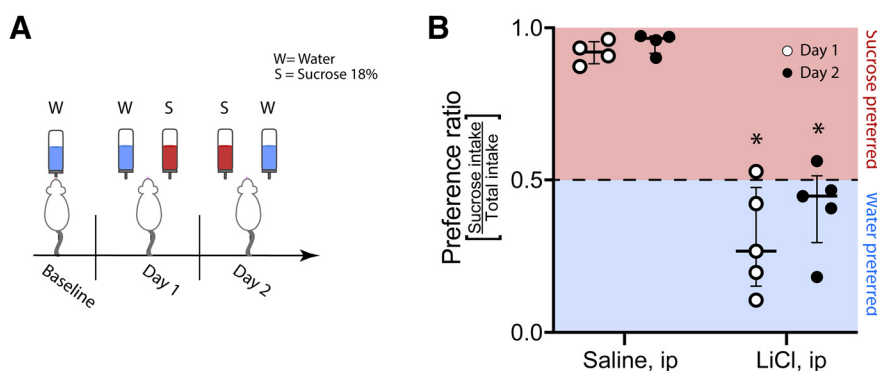 A
W= Water
S = Sucrose 18%
W
W
S
S
W
Baseline
Day 1
Day 2
B
Preference ratio
[Sucrose intake
Total intake]
1.0
0.5
0.0
Day 1
Day 2
*
*
Sucrose preferred
Water preferred
Saline, ip
LiCl, ip